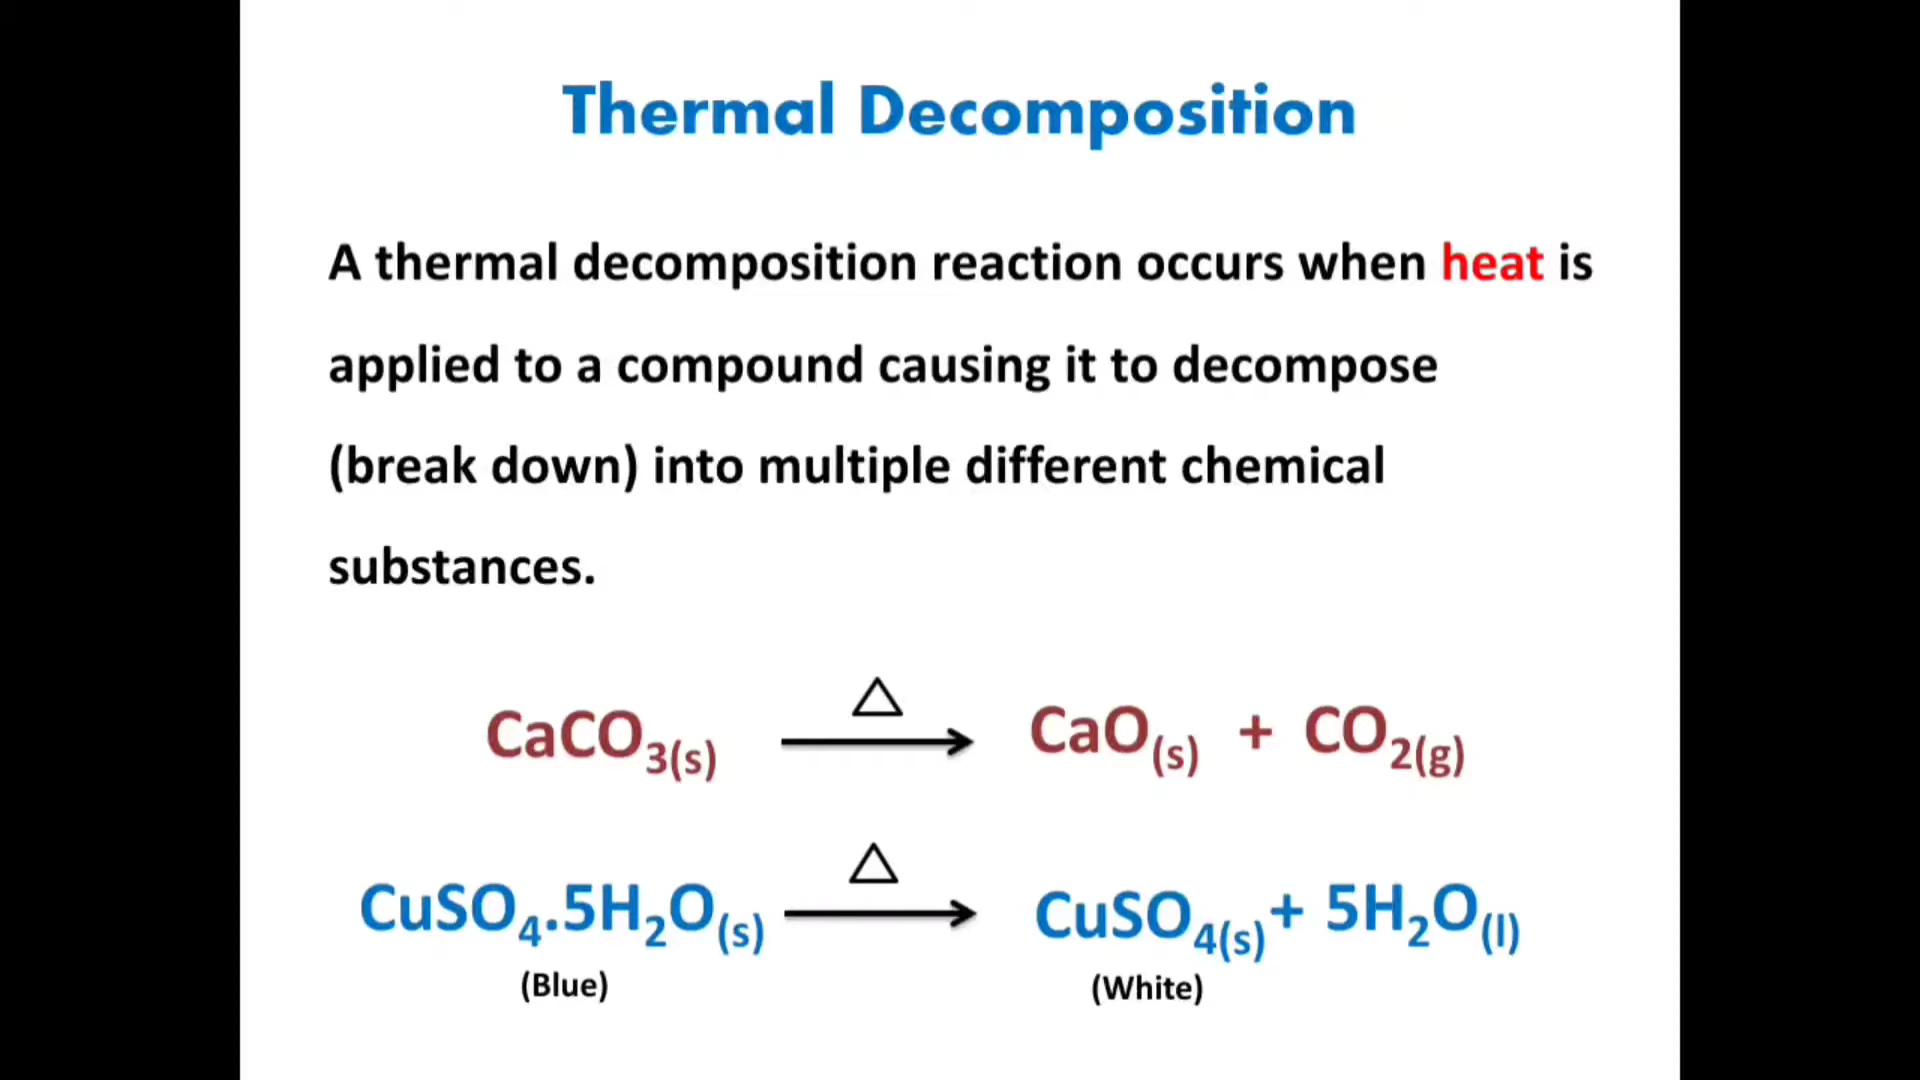 Thermal Decomposition
A thermal decomposition reaction occurs when heat is
applied to a compound causing it to decompose
(break down) into multiple different chemical
substances.
CaCO₃(s) △→ CaO(s) + CO₂(g)
CuSO₄.5H₂O(s) △→ CuSO₄(s) + 5H₂O(l)
(Blue) (White)